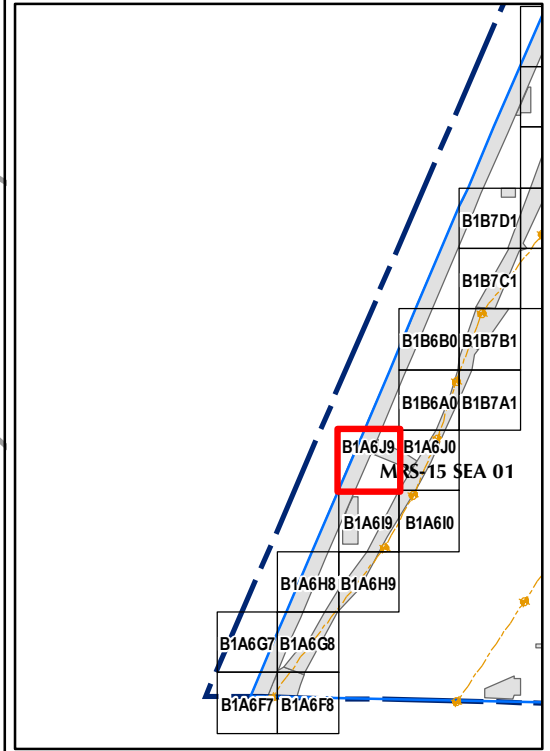 B1B7D1
B1B7C1
B1B6B0 B1B7B1
B1B6A0 B1B7A1
B1A6J9 B1A6J0
MRS-15 SEA 01
B1A6I9 B1A6I0
B1A6H8 B1A6H9
B1A6G7 B1A6G8
B1A6F7 B1A6F8